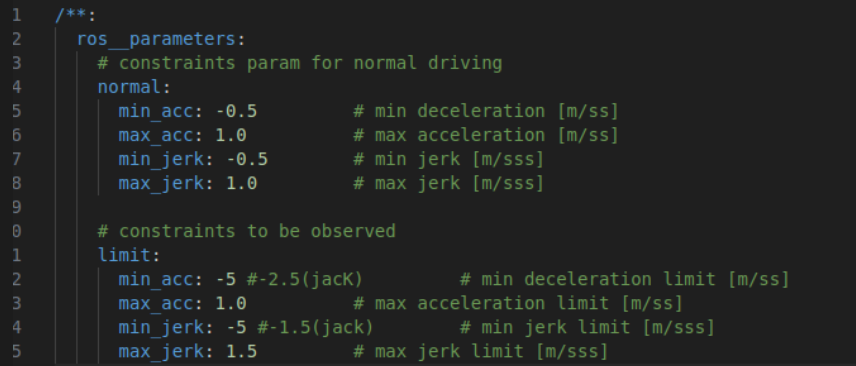 1 /**:
2 ros__parameters:
3 # constraints param for normal driving
4 normal:
5 min_acc: -0.5 # min deceleration [m/ss]
6 max_acc: 1.0 # max acceleration [m/ss]
7 min_jerk: -0.5 # min jerk [m/sss]
8 max_jerk: 1.0 # max jerk [m/sss]
9
0 # constraints to be observed
1 limit:
2 min_acc: -5 #-2.5(jacK) # min deceleration limit [m/ss]
3 max_acc: 1.0 # max acceleration limit [m/ss]
4 min_jerk: -5 #-1.5(jack) # min jerk limit [m/sss]
5 max_jerk: 1.5 # max jerk limit [m/sss]